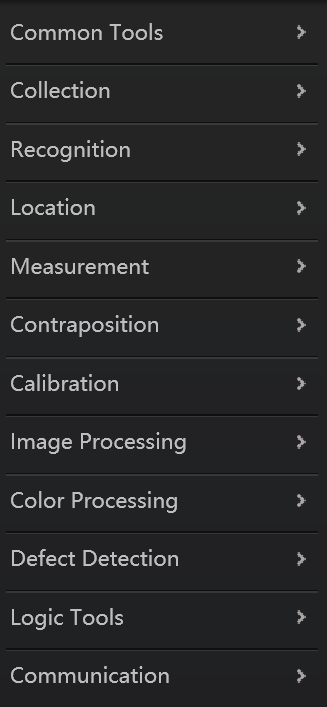 Common Tools
Collection
Recognition
Location
Measurement
Contraposition
Calibration
Image Processing
Color Processing
Defect Detection
Logic Tools
Communication